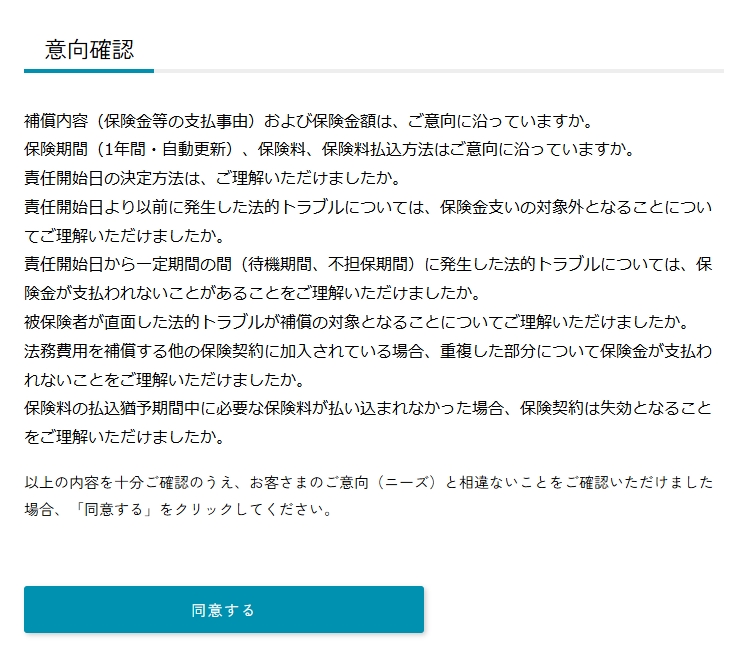 意向確認
補償内容（保険金等の支払事由）および保険金額は、ご意向に沿っていますか。
保険期間（1年間・自動更新）、保険料、保険料払込方法はご意向に沿っていますか。
責任開始日の決定方法は、ご理解いただけましたか。
責任開始日より以前に発生した法的トラブルについては、保険金支払いの対象外となることについ
てご理解いただけましたか。
責任開始日から一定期間の間（待機期間、不担保期間）に発生した法的トラブルについては、保
険金が支払われないことがあることをご理解いただけましたか。
被保険者が直面した法的トラブルが補償の対象となることについてご理解いただけましたか。
法務費用を補償する他の保険契約に加入されている場合、重複した部分について保険金が支払わ
れないことをご理解いただけましたか。
保険料の払込猶予期間中に必要な保険料が払い込まれなかった場合、保険契約は失効となること
をご理解いただけましたか。
以上の内容を十分ご確認のうえ、お客さまのご意向（ニーズ）と相違ないことをご確認いただけました
場合、「同意する」をクリックしてください。
同意する